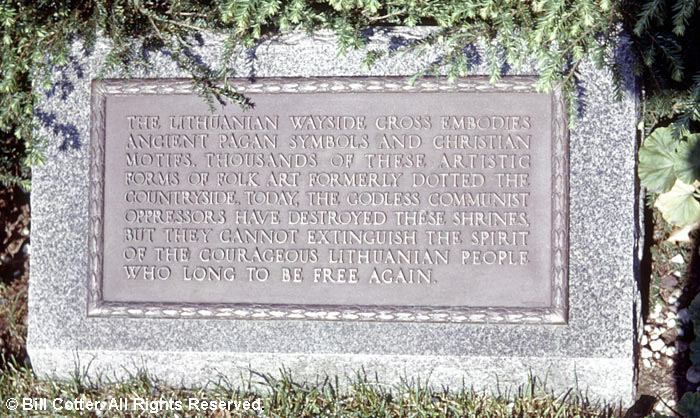 THE LITHUANIAN WAYSIDE CROSS EMBODIES
ANCIENT PAGAN SYMBOLS AND CHRISTIAN
MOTIFS. THOUSANDS OF THESE ARTISTIC
FORMS OF FOLK ART FORMERLY DOTTED THE
COUNTRYSIDE. TODAY, THE GODLESS COMMUNIST
OPPRESSORS HAVE DESTROYED THESE SHRINES,
BUT THEY CANNOT EXTINGUISH THE SPIRIT
OF THE COURAGEOUS LITHUANIAN PEOPLE
WHO LONG TO BE FREE AGAIN.
©Bill Cotter. All Rights Reserved.